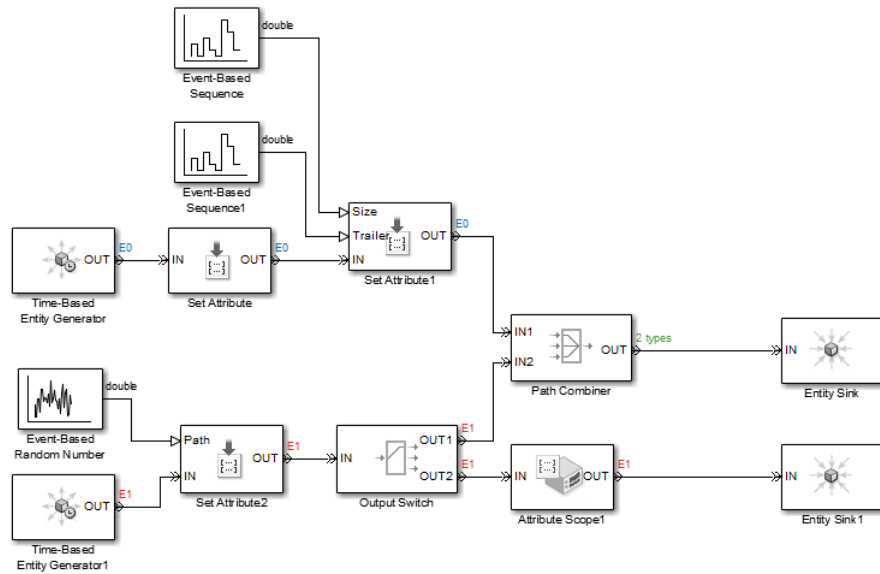 double
Event-Based
Sequence
double
Event-Based
Sequence1
Size
Trailer
IN
OUT
E0
Set Attribute1
OUT
E0
Time-Based
Entity Generator
IN
OUT
E0
Set Attribute
IN1
IN2
OUT
2 types
Path Combiner
IN
Entity Sink
double
Event-Based
Random Number
Path
IN
OUT
E1
Set Attribute2
IN
OUT1
E1
OUT2
E1
Output Switch
IN
OUT
E1
Attribute Scope1
IN
Entity Sink1
OUT
E1
Time-Based
Entity Generator1